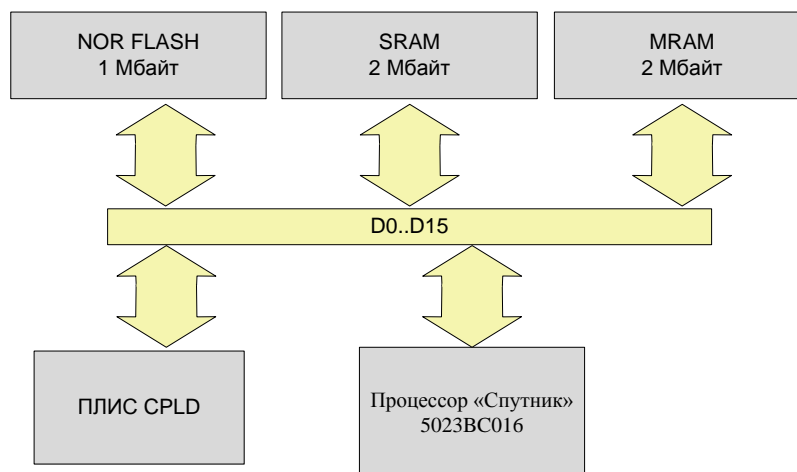 NOR FLASH
1 Мбайт
SRAM
2 Мбайт
MRAM
2 Мбайт
D0..D15
ПЛИС CPLD
Процессор «Спутник»
5023ВС016